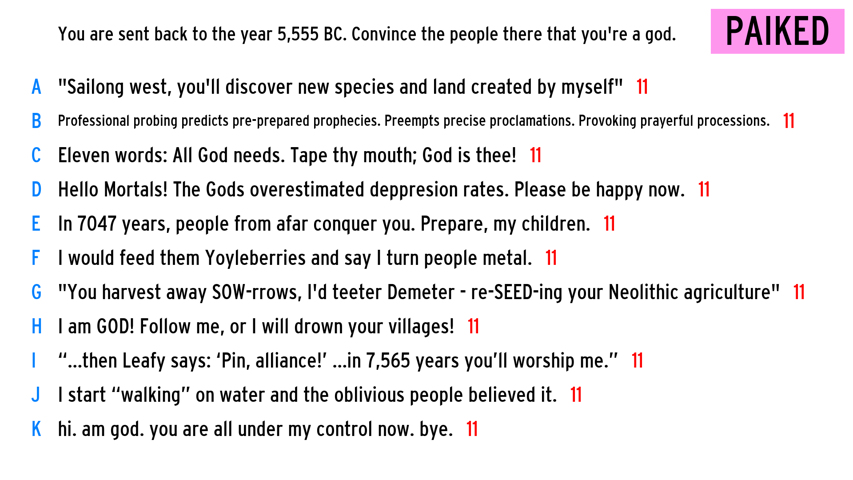 You are sent back to the year 5,555 BC. Convince the people there that you're a god.
PAIKED
A "Sailong west, you'll discover new species and land created by myself" 11
B Professional probing predicts pre-prepared prophecies. Preempts precise proclamations. Provoking prayerful processions. 11
C Eleven words: All God needs. Tape thy mouth; God is thee! 11
D Hello Mortals! The Gods overestimated deppresion rates. Please be happy now. 11
E In 7047 years, people from afar conquer you. Prepare, my children. 11
F I would feed them Yoyleberries and say I turn people metal. 11
G "You harvest away SOW-rrows, I'd teeter Demeter - re-SEED-ing your Neolithic agriculture" 11
H I am GOD! Follow me, or I will drown your villages! 11
I “...then Leafy says: ‘Pin, alliance!’ ...in 7,565 years you’ll worship me.” 11
J I start “walking” on water and the oblivious people believed it. 11
K hi. am god. you are all under my control now. bye. 11